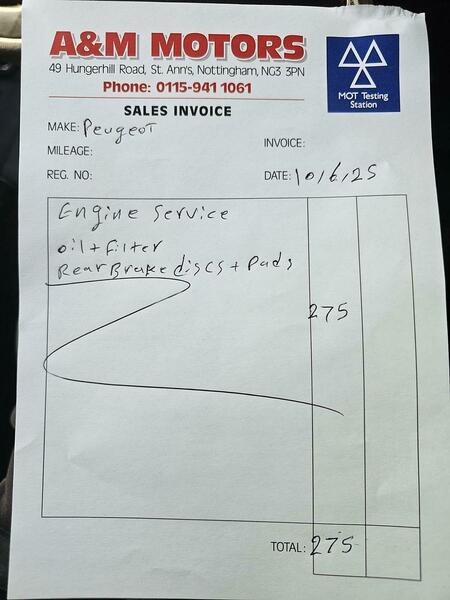 A&M MOTORS
49 Hungerhill Road, St. Ann's, Nottingham, NG3 3PN
Phone: 0115-941 1061
MOT Testing
Station
SALES INVOICE
MAKE: Peugeot
MILEAGE:
INVOICE:
REG. NO:
DATE: 10/6/25
Engine Service
oil + Filter
Rear Brake discs + Pads
275
TOTAL: 275